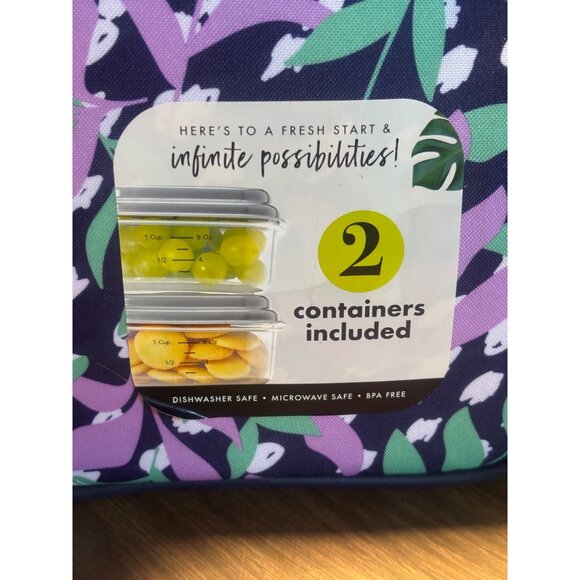 HERE'S TO A FRESH START &
infinite possibilities!
1 Cup 8 Oz
1/2 4
2
containers
included
1 Cup 8 Oz
1/2 4
DISHWASHER SAFE • MICROWAVE SAFE • BPA FREE